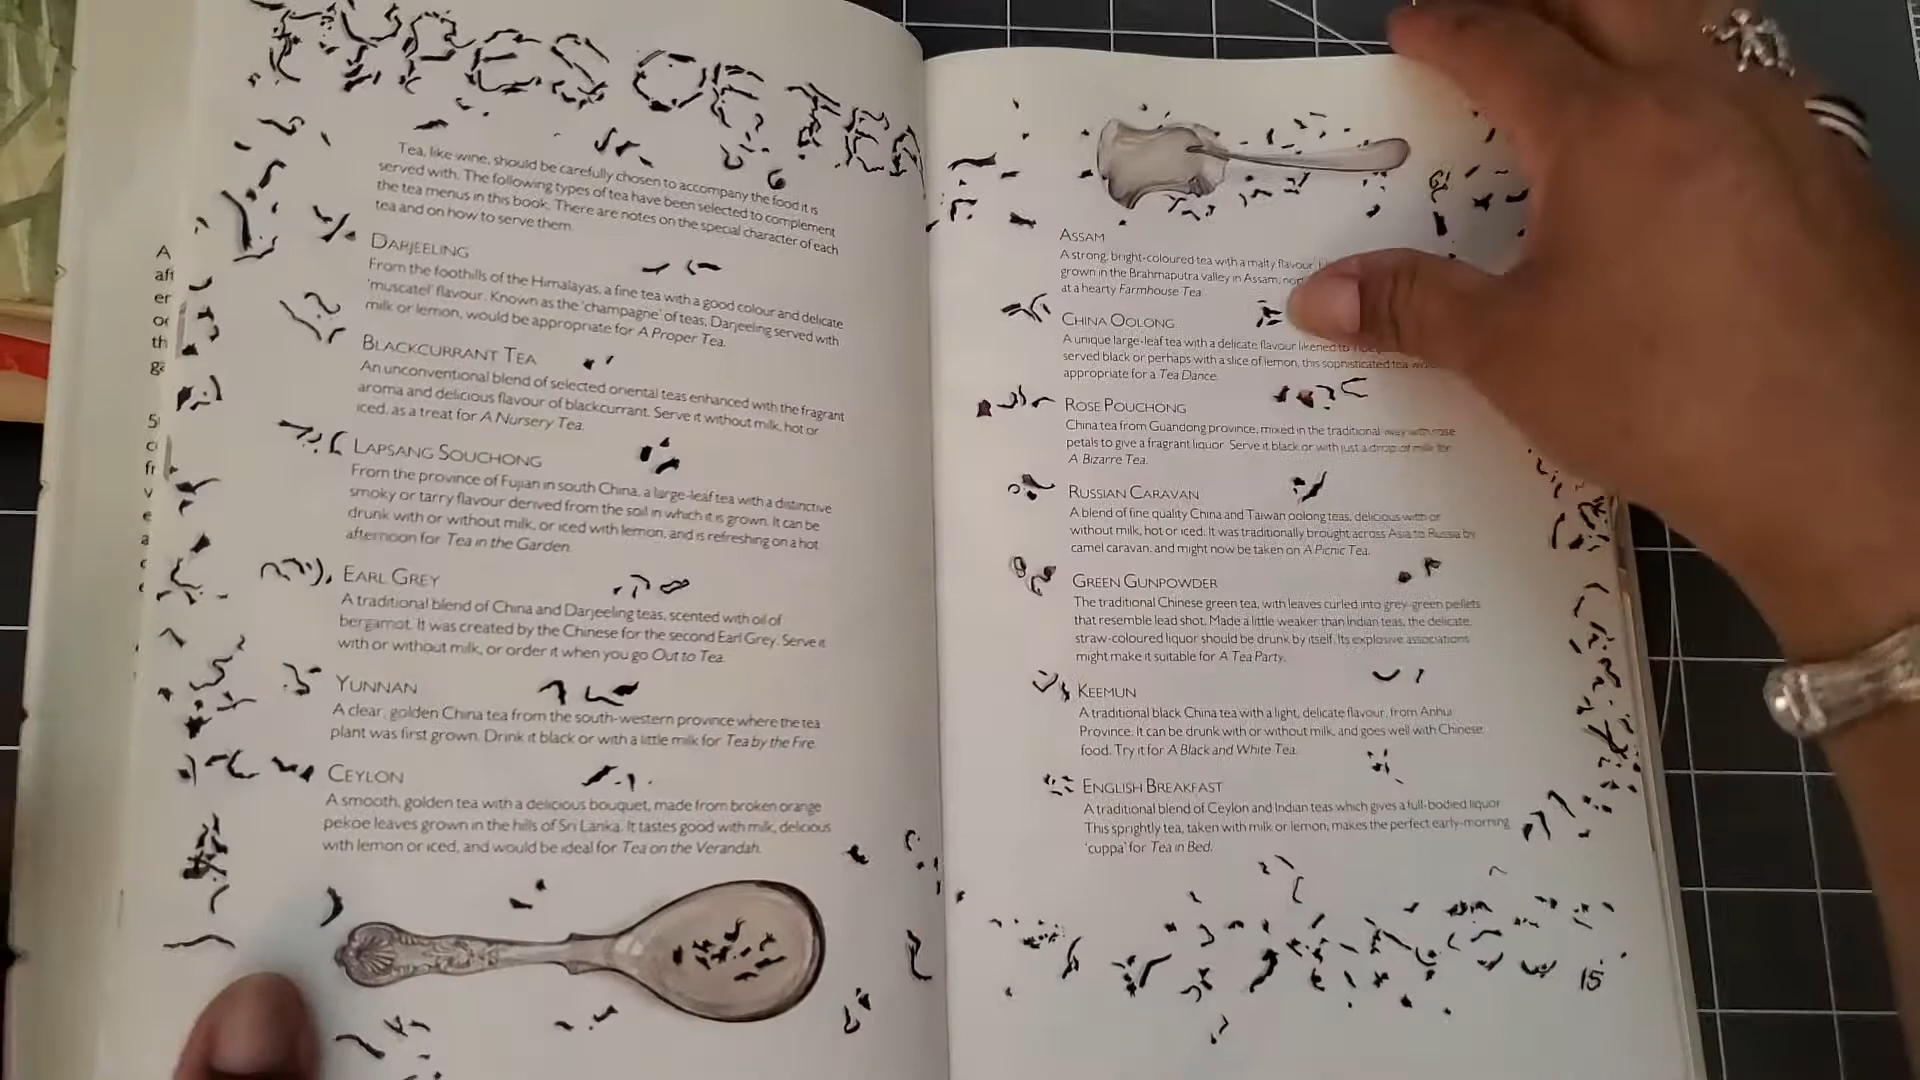 TYPES OF TEA
Tea, like wine, should be carefully chosen to accompany the food it is
served with. The following types of tea have been selected to complement
the tea menus in this book. There are notes on the special character of each
tea and on how to serve them.
DARJEELING
From the foothills of the Himalayas, a fine tea with a good colour and delicate
'muscatel' flavour. Known as the 'champagne' of teas, Darjeeling served with
milk or lemon, would be appropriate for A Proper Tea.
BLACKCURRANT TEA
An unconventional blend of selected oriental teas enhanced with the fragrant
aroma and delicious flavour of blackcurrant. Serve it without milk, hot or
iced, as a treat for A Nursery Tea.
LAPSANG SOUCHONG
From the province of Fujian in south China, a large-leaf tea with a distinctive
smoky or tarry flavour derived from the soil in which it is grown. It can be
drunk with or without milk, or iced with lemon, and is refreshing on a hot
afternoon for Tea in the Garden.
EARL GREY
A traditional blend of China and Darjeeling teas, scented with oil of
bergamot. It was created by the Chinese for the second Earl Grey. Serve it
with or without milk, or order it when you go Out to Tea.
YUNNAN
A clear, golden China tea from the south-western province where the tea
plant was first grown. Drink it black or with a little milk for Tea by the Fire.
CEYLON
A smooth, golden tea with a delicious bouquet, made from broken orange
pekoe leaves grown in the hills of Sri Lanka. It tastes good with milk, delicious
with lemon or iced, and would be ideal for Tea on the Verandah.
ASSAM
A strong, bright-coloured tea with a malty flavour
grown in the Brahmaputra valley in Assam,
at a hearty Farmhouse Tea.
CHINA OOLONG
A unique large-leaf tea with a delicate flavour likened to
served black or perhaps with a slice of lemon, this sophisticated tea
appropriate for a Tea Dance.
ROSE POUCHONG
China tea from Guandong province, mixed in the traditional way with rose
petals to give a fragrant liquor. Serve it black or with just a drop of milk for
A Bizarre Tea.
RUSSIAN CARAVAN
A blend of fine quality China and Taiwan oolong teas, delicious with or
without milk, hot or iced. It was traditionally brought across Asia to Russia by
camel caravan, and might now be taken on A Picnic Tea.
GREEN GUNPOWDER
The traditional Chinese green tea, with leaves curled into grey-green pellets
that resemble lead shot. Made a little weaker than Indian teas, the delicate,
straw-coloured liquor should be drunk by itself. Its explosive associations
might make it suitable for A Tea Party.
KEEMUN
A traditional black China tea with a light, delicate flavour, from Anhui
Province. It can be drunk with or without milk, and goes well with Chinese
food. Try it for A Black and White Tea.
ENGLISH BREAKFAST
A traditional blend of Ceylon and Indian teas which gives a full-bodied liquor.
This sprightly tea, taken with milk or lemon, makes the perfect early-morning
'cuppa' for Tea in Bed.
15